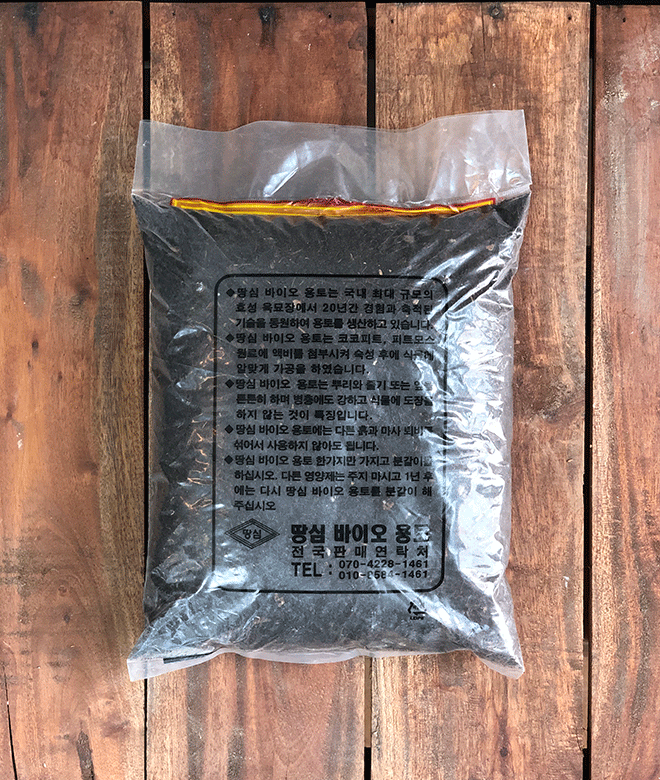 ◆땅심 바이오 용토는 국내 최대 규모의
효성 육묘장에서 20년간 경험과 축적된
기술을 동원하여 용토를 생산하고 있습니다.
◆땅심 바이오 용토는 코코피트, 피트모스
원료에 액비를 첨부시켜 숙성 후에 식물에
알맞게 가공을 하였습니다.
◆땅심 바이오 용토는 뿌리와 줄기 또는 잎을
튼튼히 하며 병충에도 강하고 식물에 도장을
하지 않는 것이 특징입니다.
◆땅심 바이오 용토에는 다른 흙과 마사 퇴비를
섞어서 사용하지 않아도 됩니다.
◆땅심 바이오 용토 한가지만 가지고 분갈이를
하십시오. 다른 영양제는 주지 마시고 1년 후
에는 다시 땅심 바이오 용토를 분갈이 해
주십시오
땅심
땅심 바이오 용토
전국판매연락처
TEL : 070-4228-1461
010-8584-1461